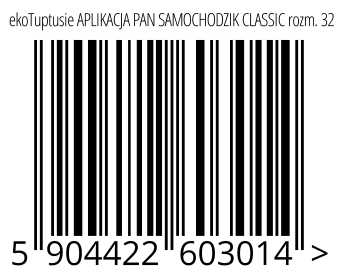 ekoTuptusie APLIKACJA PAN SAMOCHODZIK CLASSIC rozm. 32
5 904422 603014 >